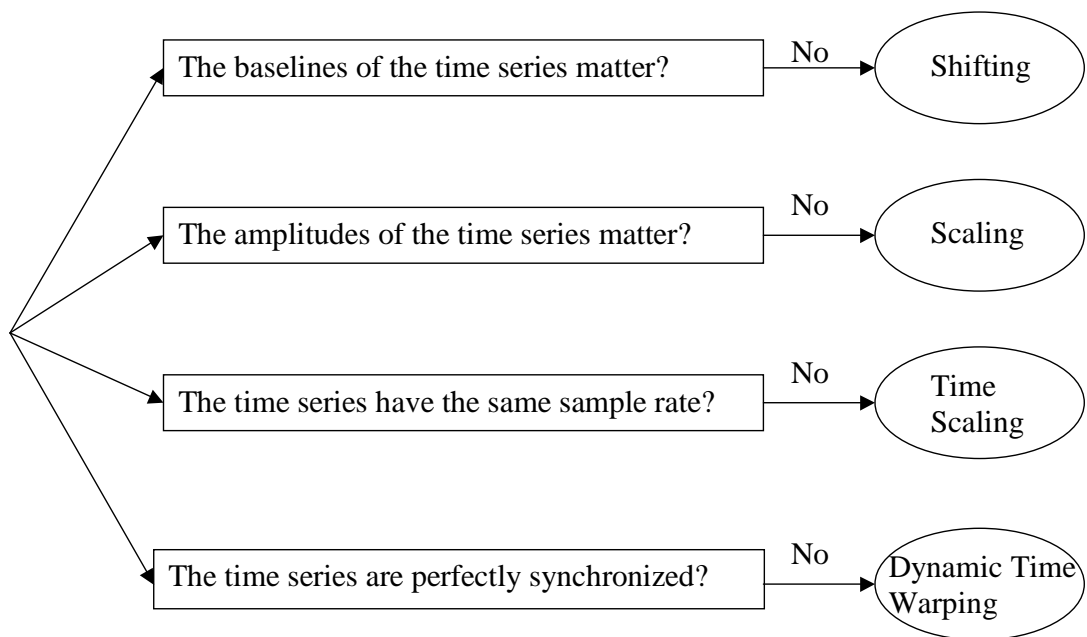 The baselines of the time series matter?
No
Shifting
The amplitudes of the time series matter?
No
Scaling
The time series have the same sample rate?
No
Time
Scaling
The time series are perfectly synchronized?
No
Dynamic Time
Warping